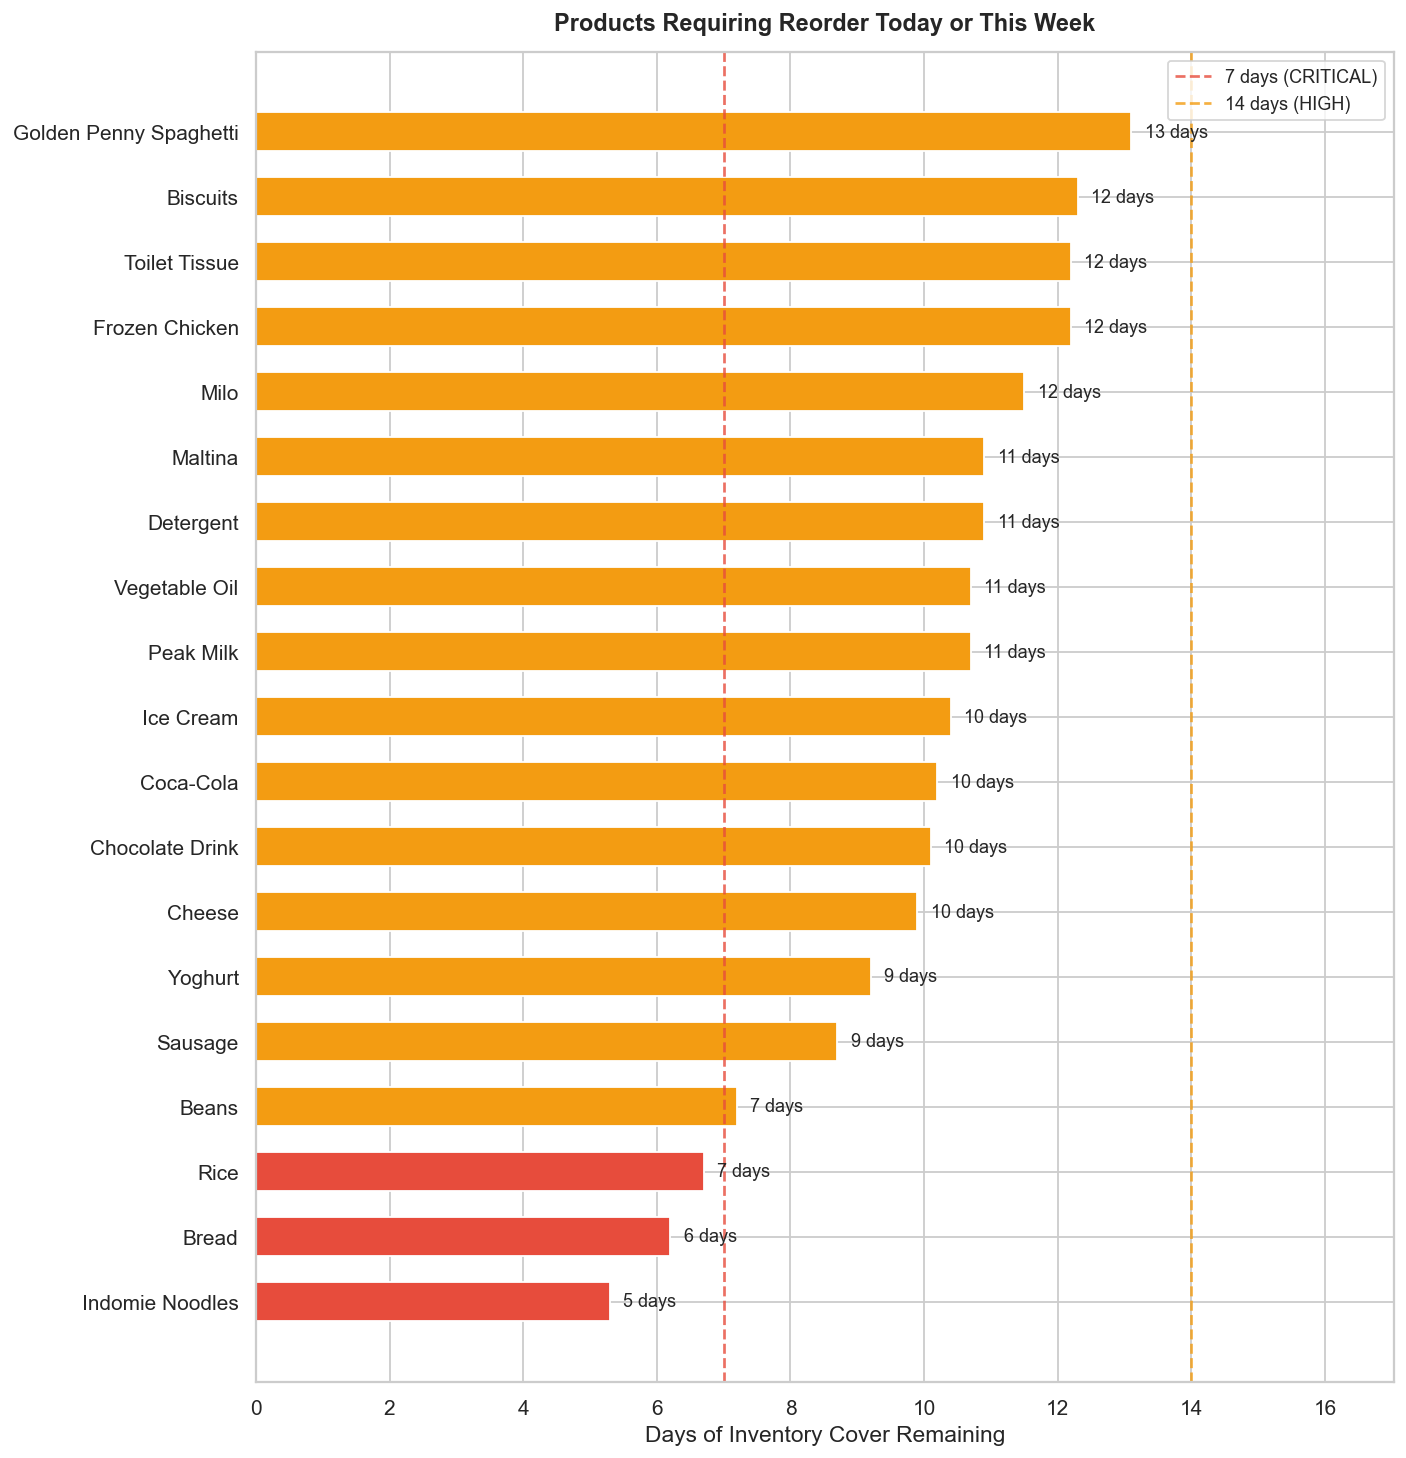 Products Requiring Reorder Today or This Week
7 days (CRITICAL)
14 days (HIGH)
Golden Penny Spaghetti 13 days
Biscuits 12 days
Toilet Tissue 12 days
Frozen Chicken 12 days
Milo 12 days
Maltina 11 days
Detergent 11 days
Vegetable Oil 11 days
Peak Milk 11 days
Ice Cream 10 days
Coca-Cola 10 days
Chocolate Drink 10 days
Cheese 10 days
Yoghurt 9 days
Sausage 9 days
Beans 7 days
Rice 7 days
Bread 6 days
Indomie Noodles 5 days
0 2 4 6 8 10 12 14 16
Days of Inventory Cover Remaining